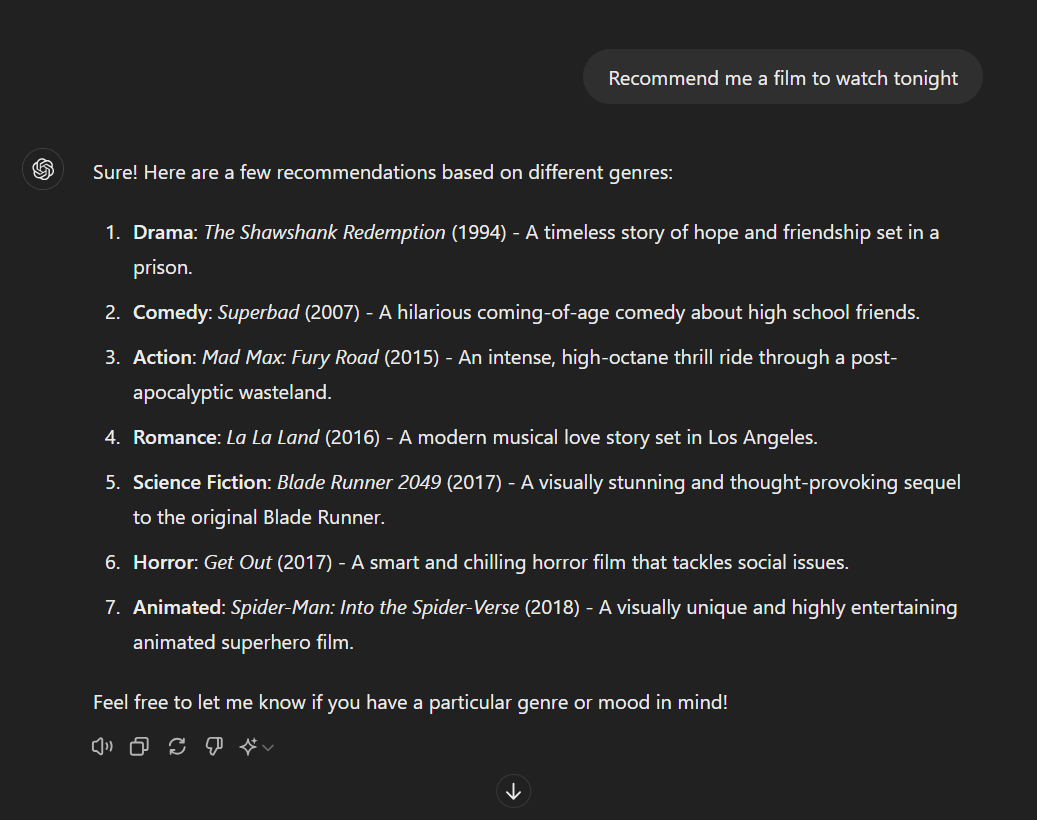 Recommend me a film to watch tonight
Sure! Here are a few recommendations based on different genres:
1. Drama: The Shawshank Redemption (1994) - A timeless story of hope and friendship set in a
prison.
2. Comedy: Superbad (2007) - A hilarious coming-of-age comedy about high school friends.
3. Action: Mad Max: Fury Road (2015) - An intense, high-octane thrill ride through a post-
apocalyptic wasteland.
4. Romance: La La Land (2016) - A modern musical love story set in Los Angeles.
5. Science Fiction: Blade Runner 2049 (2017) - A visually stunning and thought-provoking sequel
to the original Blade Runner.
6. Horror: Get Out (2017) - A smart and chilling horror film that tackles social issues.
7. Animated: Spider-Man: Into the Spider-Verse (2018) - A visually unique and highly entertaining
animated superhero film.
Feel free to let me know if you have a particular genre or mood in mind!